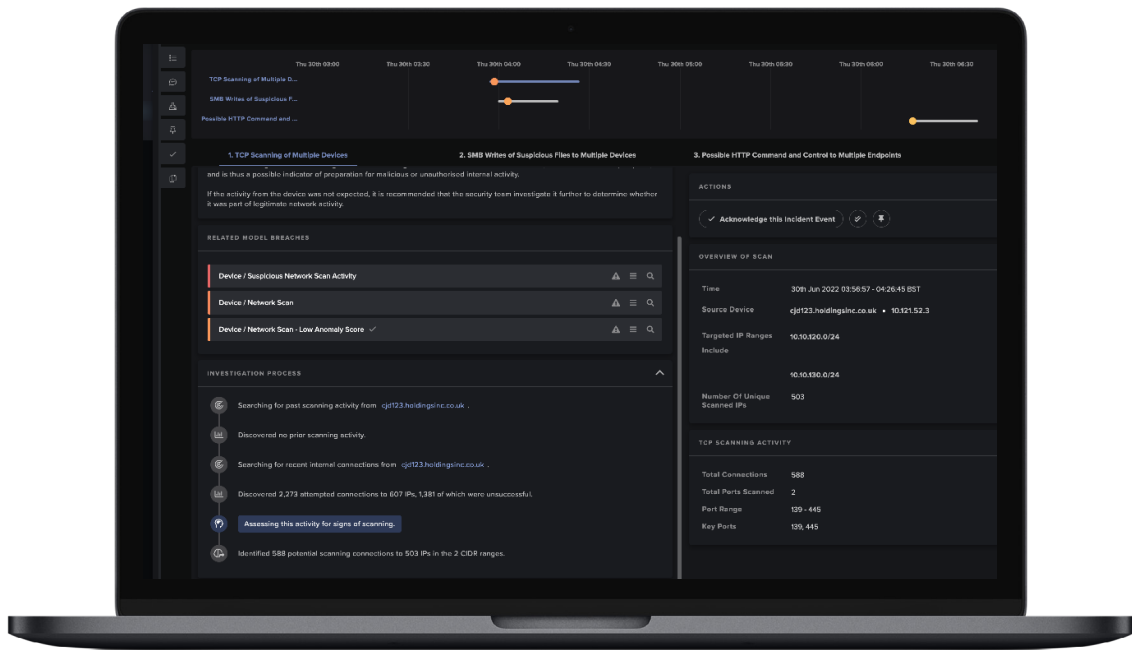 Thu 30th 03:00 Thu 30th 03:30 Thu 30th 04:00 Thu 30th 04:30 Thu 30th 05:00 Thu 30th 05:30 Thu 30th 06:00 Thu 30th 06:30
TCP Scanning of Multiple D...
SMB Writes of Suspicious F...
Possible HTTP Command and ...
1. TCP Scanning of Multiple Devices
2. SMB Writes of Suspicious Files to Multiple Devices
3. Possible HTTP Command and Control to Multiple Endpoints
and is thus a possible indicator of preparation for malicious or unauthorised internal activity.
If the activity from the device was not expected, it is recommended that the security team investigate it further to determine whether
it was part of legitimate network activity.
RELATED MODEL BREACHES
Device / Suspicious Network Scan Activity
Device / Network Scan
Device / Network Scan - Low Anomaly Score
INVESTIGATION PROCESS
Searching for past scanning activity from cjd123.holdingsinc.co.uk .
Discovered no prior scanning activity.
Searching for recent internal connections from cjd123.holdingsinc.co.uk .
Discovered 2,273 attempted connections to 607 IPs, 1,381 of which were unsuccessful.
Assessing this activity for signs of scanning.
Identified 588 potential scanning connections to 503 IPs in the 2 CIDR ranges.
ACTIONS
Acknowledge this Incident Event
OVERVIEW OF SCAN
Time 30th Jun 2022 03:56:57 - 04:26:45 BST
Source Device cjd123.holdingsinc.co.uk • 10.121.52.3
Targeted IP Ranges 10.10.120.0/24
Include
10.10.130.0/24
Number Of Unique 503
Scanned IPs
TCP SCANNING ACTIVITY
Total Connections 588
Total Ports Scanned 2
Port Range 139 - 445
Key Ports 139, 445